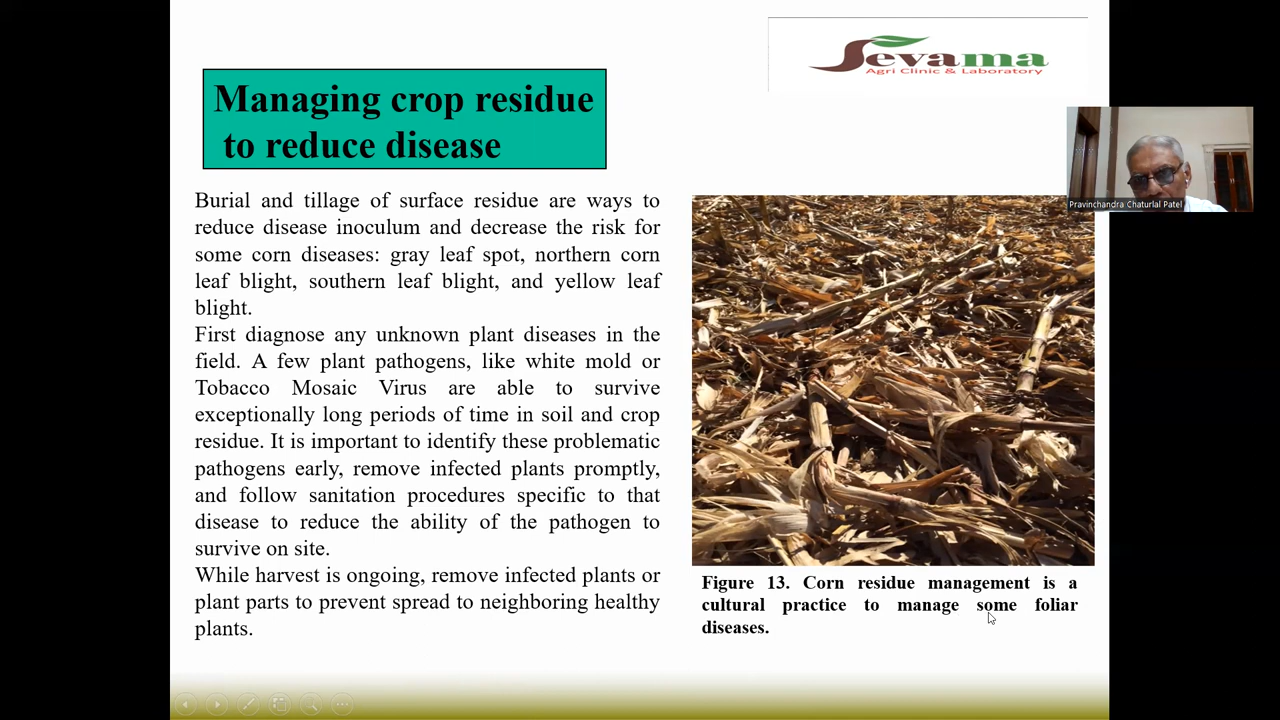 Sevama
Agri Clinic & Laboratory
Managing crop residue
to reduce disease
Pravinchandra Chaturlal Patel
Burial and tillage of surface residue are ways to
reduce disease inoculum and decrease the risk for
some corn diseases: gray leaf spot, northern corn
leaf blight, southern leaf blight, and yellow leaf
blight.
First diagnose any unknown plant diseases in the
field. A few plant pathogens, like white mold or
Tobacco Mosaic Virus are able to survive
exceptionally long periods of time in soil and crop
residue. It is important to identify these problematic
pathogens early, remove infected plants promptly,
and follow sanitation procedures specific to that
disease to reduce the ability of the pathogen to
survive on site.
While harvest is ongoing, remove infected plants or
plant parts to prevent spread to neighboring healthy
plants.
Figure 13. Corn residue management is a
cultural practice to manage some foliar
diseases.